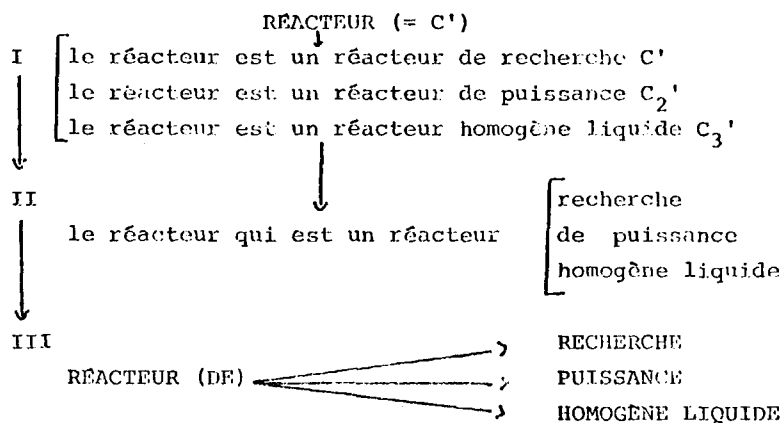 RÉACTEUR (= C')
I le réacteur est un réacteur de recherche C'
le réacteur est un réacteur de puissance C2'
le réacteur est un réacteur homogène liquide C3'
II recherche
le réacteur qui est un réacteur de puissance
homogène liquide
III RECHERCHE
RÉACTEUR (DE) PUISSANCE
HOMOGÈNE LIQUIDE